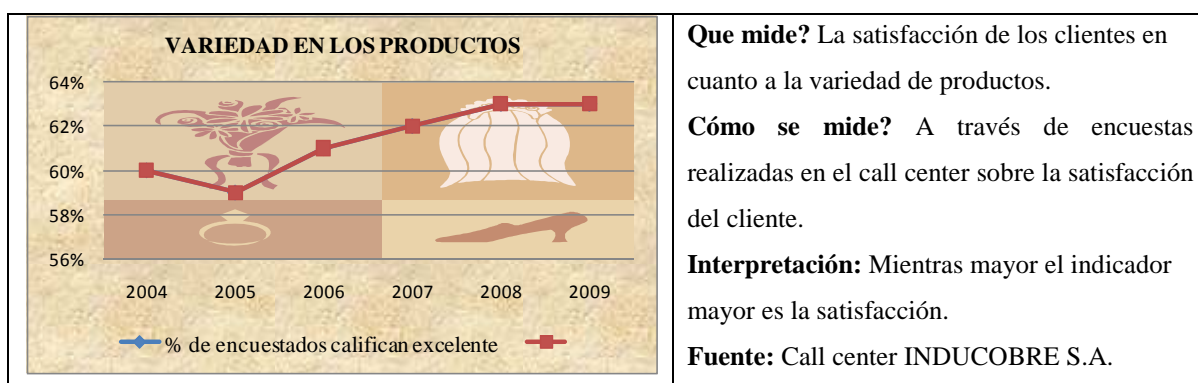 VARIEDAD EN LOS PRODUCTOS
64%
62%
60%
58%
56%
2004 2005 2006 2007 2008 2009
% de encuestados califican excelente
Que mide? La satisfacción de los clientes en
cuanto a la variedad de productos.
Cómo se mide? A través de encuestas
realizadas en el call center sobre la satisfacción
del cliente.
Interpretación: Mientras mayor el indicador
mayor es la satisfacción.
Fuente: Call center INDUCOBRE S.A.